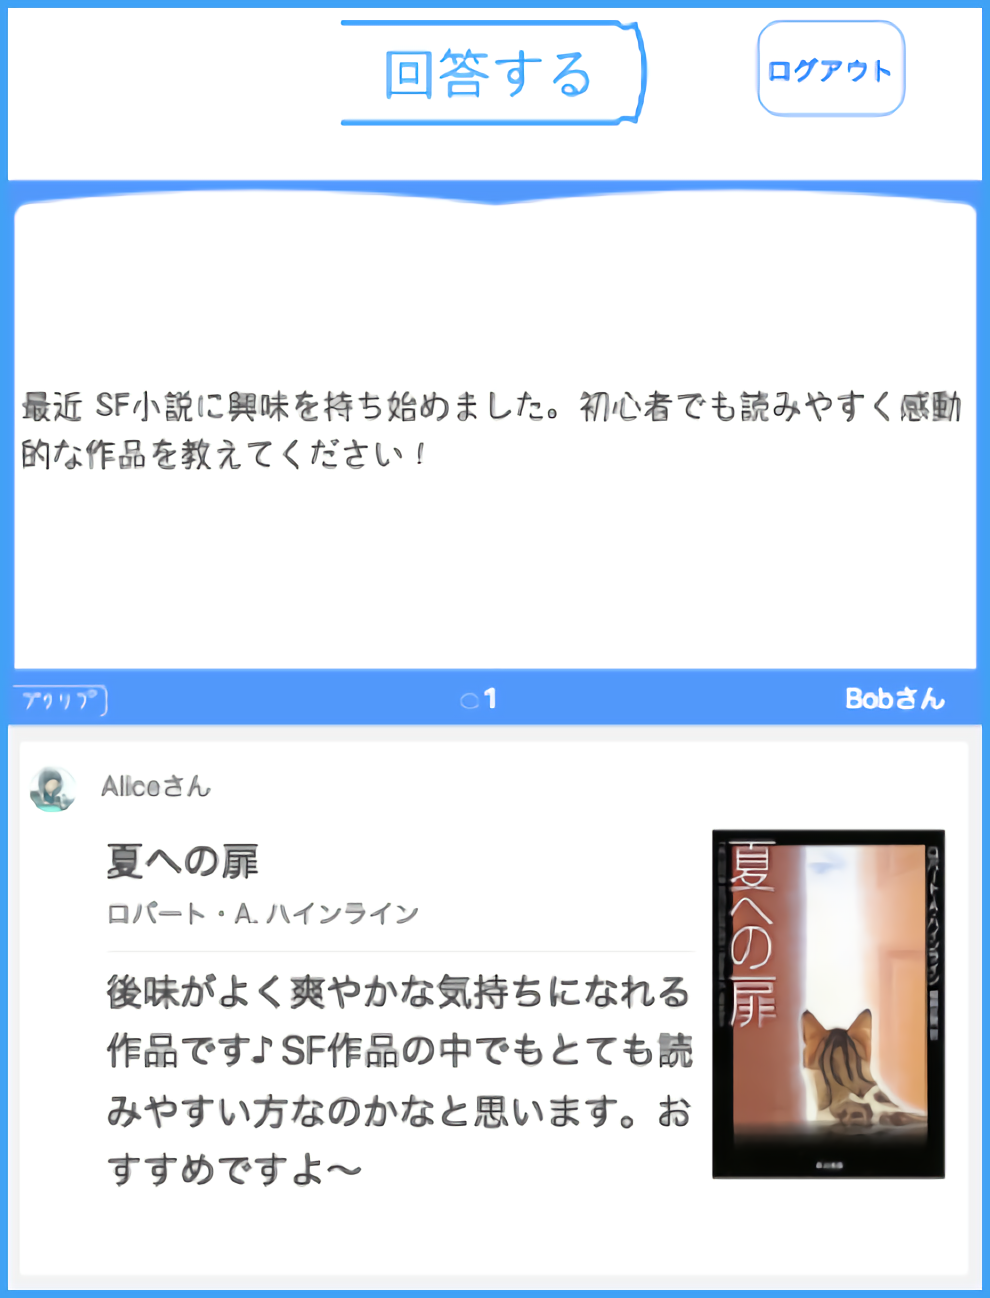 回答する
ログアウト
最近 SF小説に興味を持ち始めました。初心者でも読みやすく感動
的な作品を教えてください！
1
Bobさん
Aliceさん
夏への扉
ロバート・A. ハインライン
後味がよく爽やかな気持ちになれる
作品です♪ SF作品の中でもとても読
みやすい方なのかなと思います。お
すすめですよ〜
夏への扉
ロバート・A・ハインライン